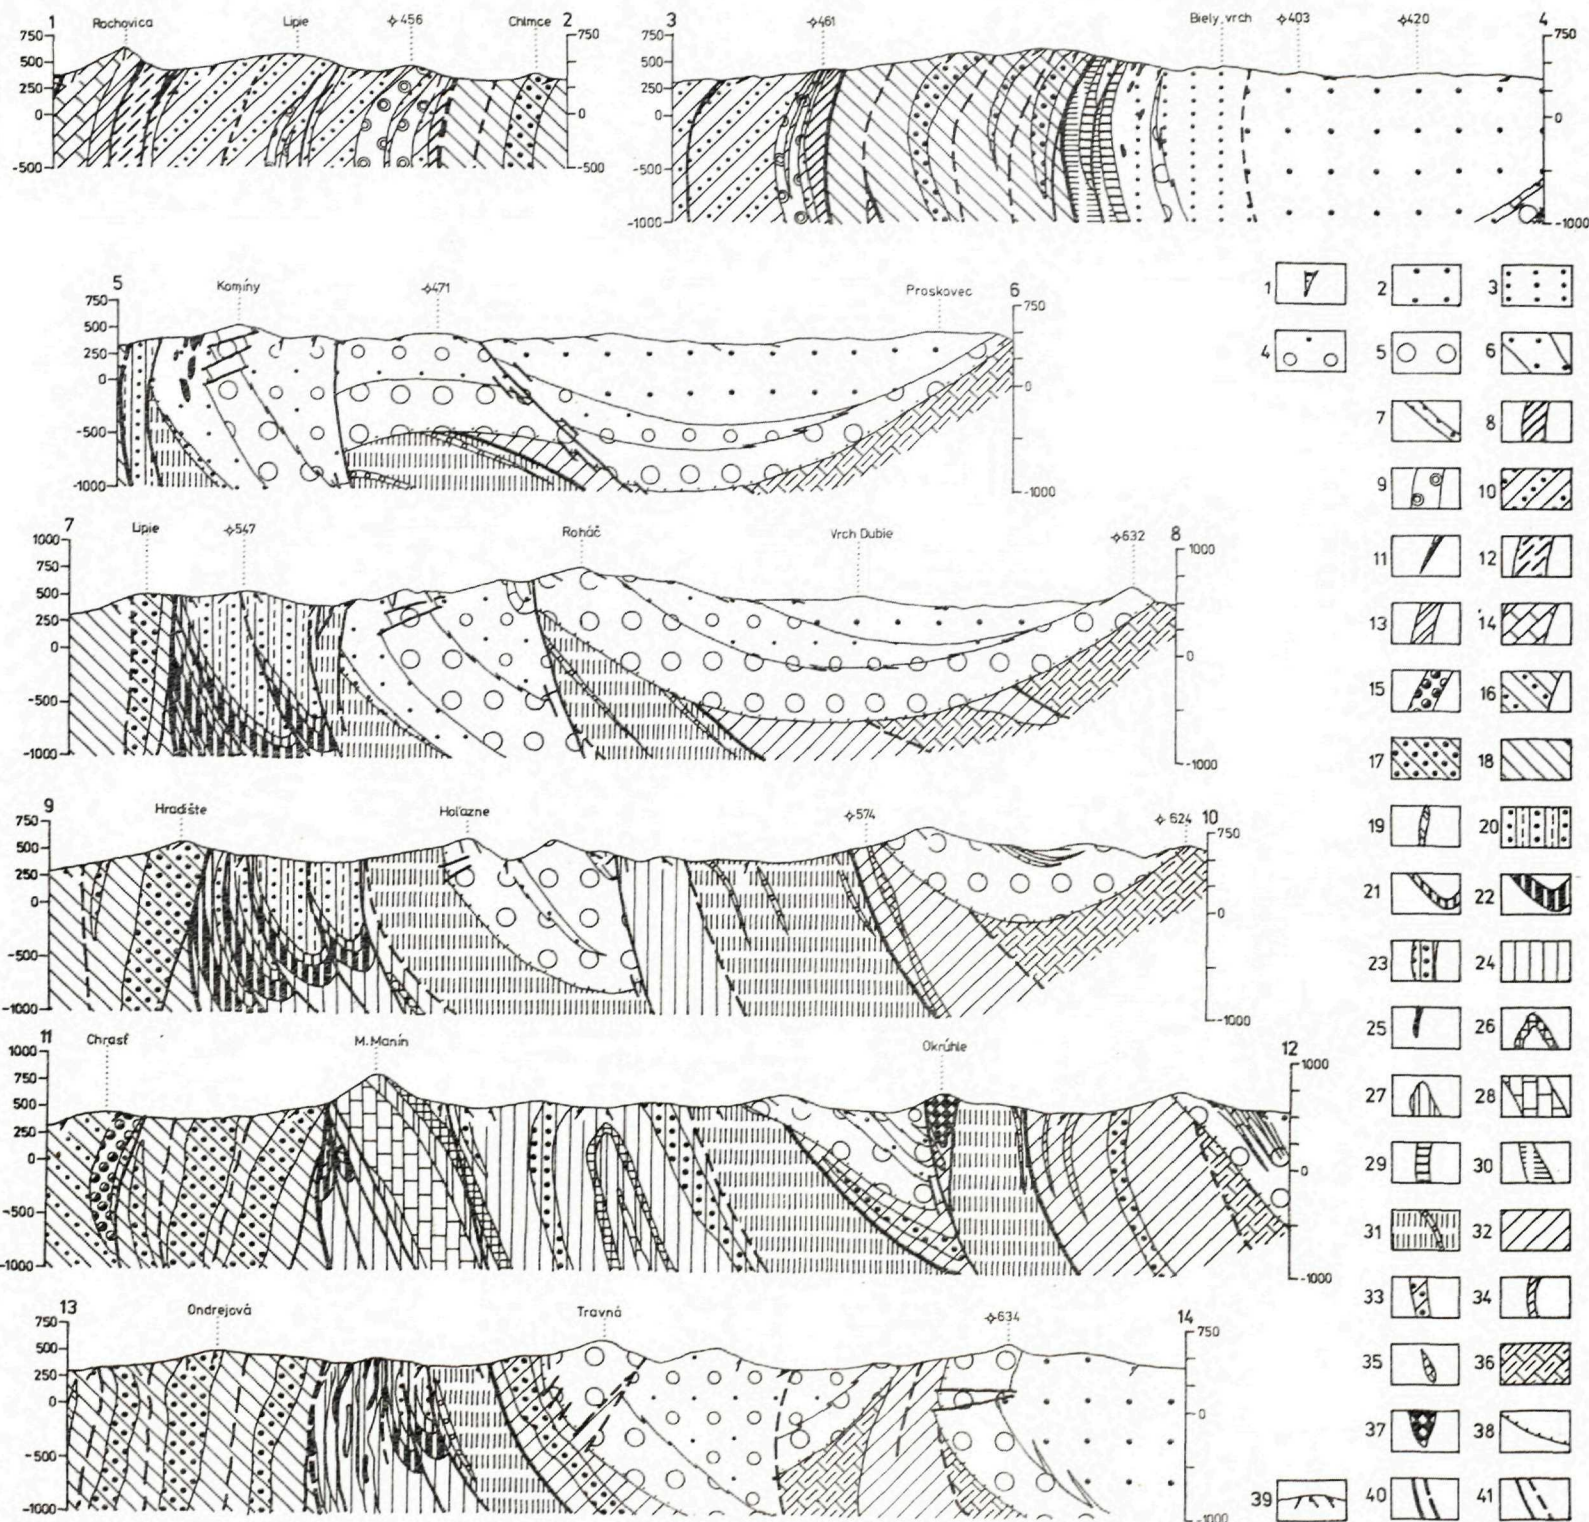 1 Rochovica Lipie 456 Chlmce 2
750 500 250 0 -500
750 500 250 0 -500
3 461 Biely vrch 403 420 4
750 500 250 0 -500 -1000
750 500 250 0 -1000
5 Komíny 471 Proskovec 6
750 500 250 0 -500 -1000
750 0 -1000
7 Lipie 547 Roháč Vrch Dubie 632 8
1000 750 500 250 0 -500 -1000
1000 750 500 0 -1000
9 Hradište Hoľazne 574 624 10
750 500 250 0 -500 -1000
750 0 -1000
11 Chrasť M. Manín Okrúhle 12
1000 750 500 250 0 -500 -1000
1000 0 -1000
13 Ondrejová Travná 634 14
750 500 250 0 -500 -1000
750 0 -1000
1 2 3
4 5 6
7 8
9 10
11 12
13 14
15 16
17 18
19 20
21 22
23 24
25 26
27 28
29 30
31 32
33 34
35 36
37 38
39 40 41